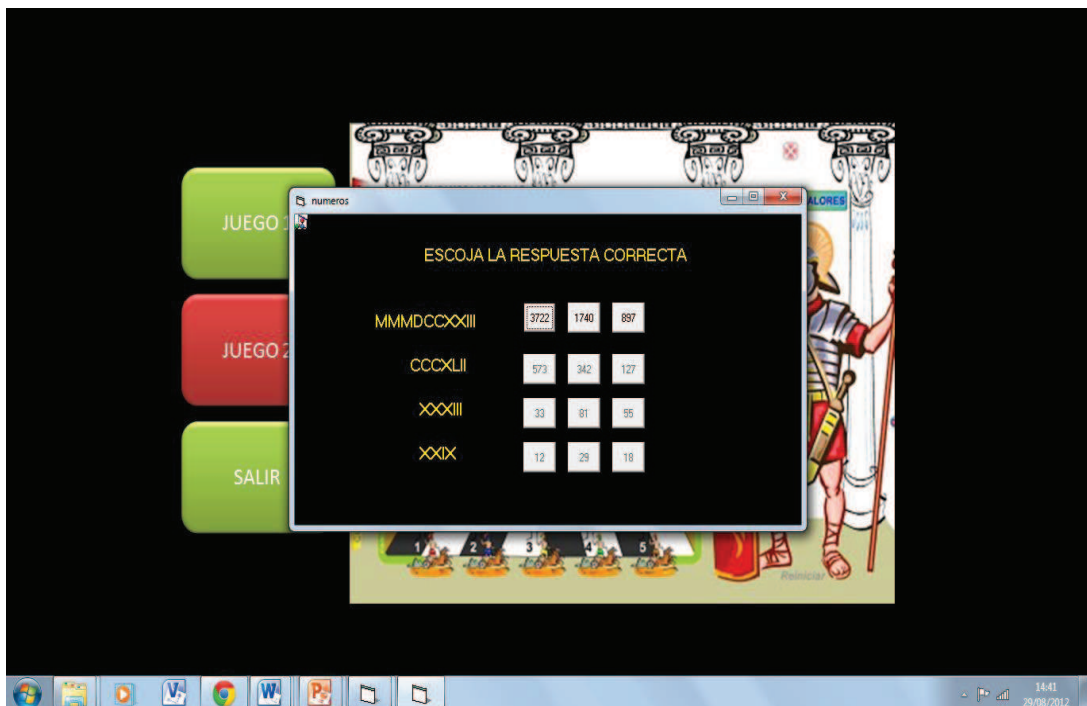 JUEGO 1
JUEGO 2
SALIR
numeros
ALORES
ESCOJA LA RESPUESTA CORRECTA
MMMDCCXXIII 3722 1740 897
CCCXLII 573 342 127
XXXIII 33 81 55
XXIX 12 29 18
1 2 3 4 5
Reiniciar
14:41
29/08/2012